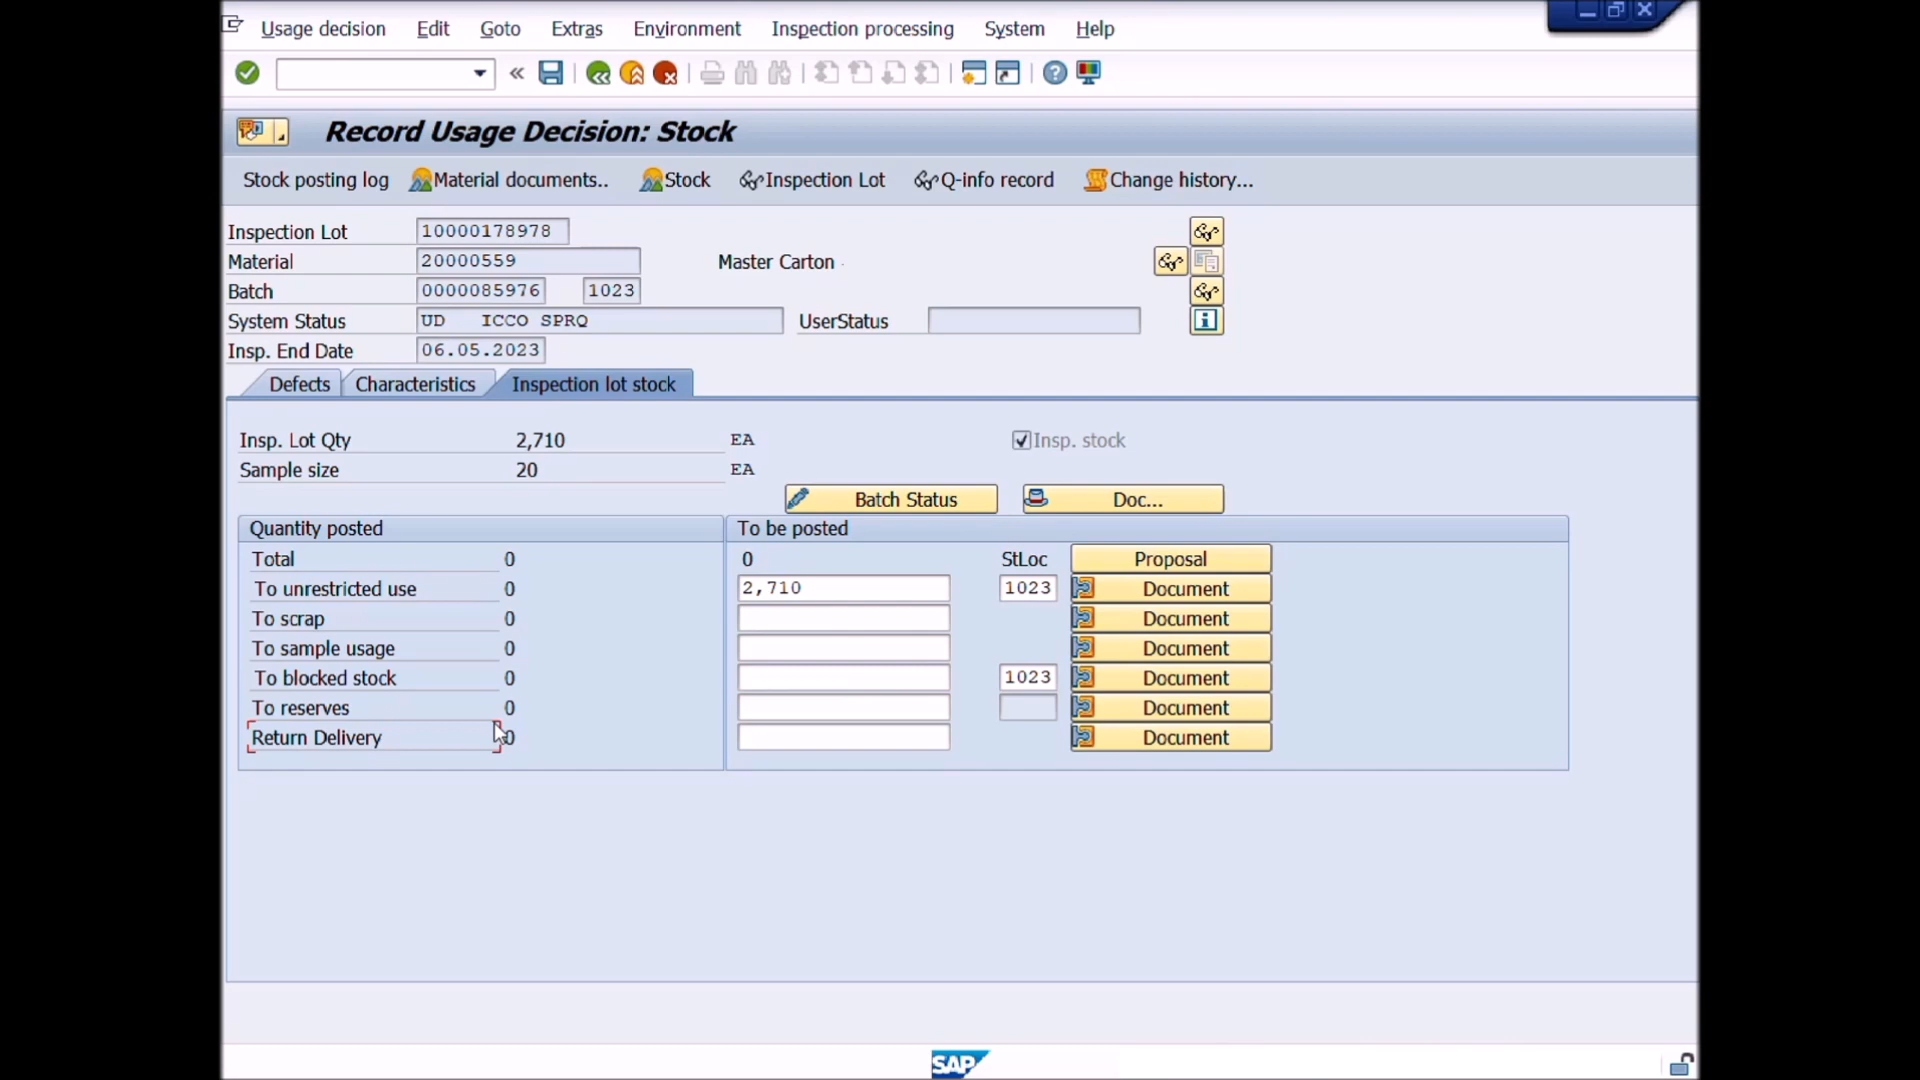 Usage decision Edit Goto Extras Environment Inspection processing System Help
Record Usage Decision: Stock
Stock posting log Material documents.. Stock Inspection Lot Q-info record Change history...
Inspection Lot 10000178978
Material 20000559 Master Carton
Batch 0000085976 1023
System Status UD ICCO SPRQ UserStatus
Insp. End Date 06.05.2023
Defects Characteristics Inspection lot stock
Insp. Lot Qty 2,710 EA Insp. stock
Sample size 20 EA
Batch Status Doc...
Quantity posted To be posted
Total 0 0 StLoc Proposal
To unrestricted use 0 2,710 1023 Document
To scrap 0 Document
To sample usage 0 Document
To blocked stock 0 1023 Document
To reserves 0 Document
Return Delivery 0 Document
SAP